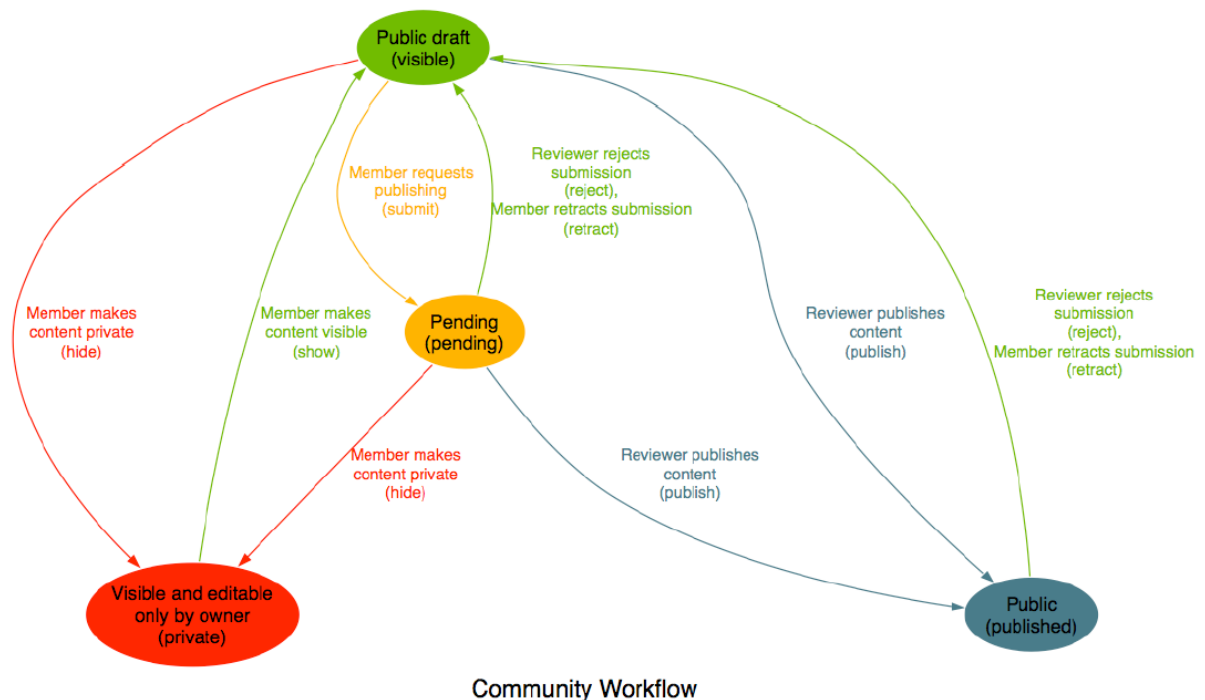 Public draft
(visible)
Member requests
publishing
(submit)
Reviewer rejects
submission
(reject),
Member retracts submission
(retract)
Member makes
content private
(hide)
Member makes
content visible
(show)
Pending
(pending)
Reviewer publishes
content
(publish)
Reviewer rejects
submission
(reject),
Member retracts submission
(retract)
Member makes
content private
(hide)
Reviewer publishes
content
(publish)
Visible and editable
only by owner
(private)
Public
(published)
Community Workflow